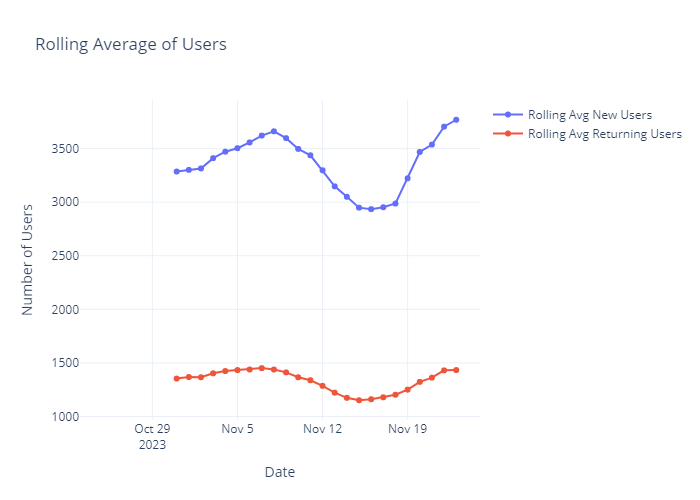 Rolling Average of Users
Rolling Avg New Users
Rolling Avg Returning Users
Number of Users
3500
3000
2500
2000
1500
1000
Oct 29
2023
Nov 5
Nov 12
Nov 19
Date